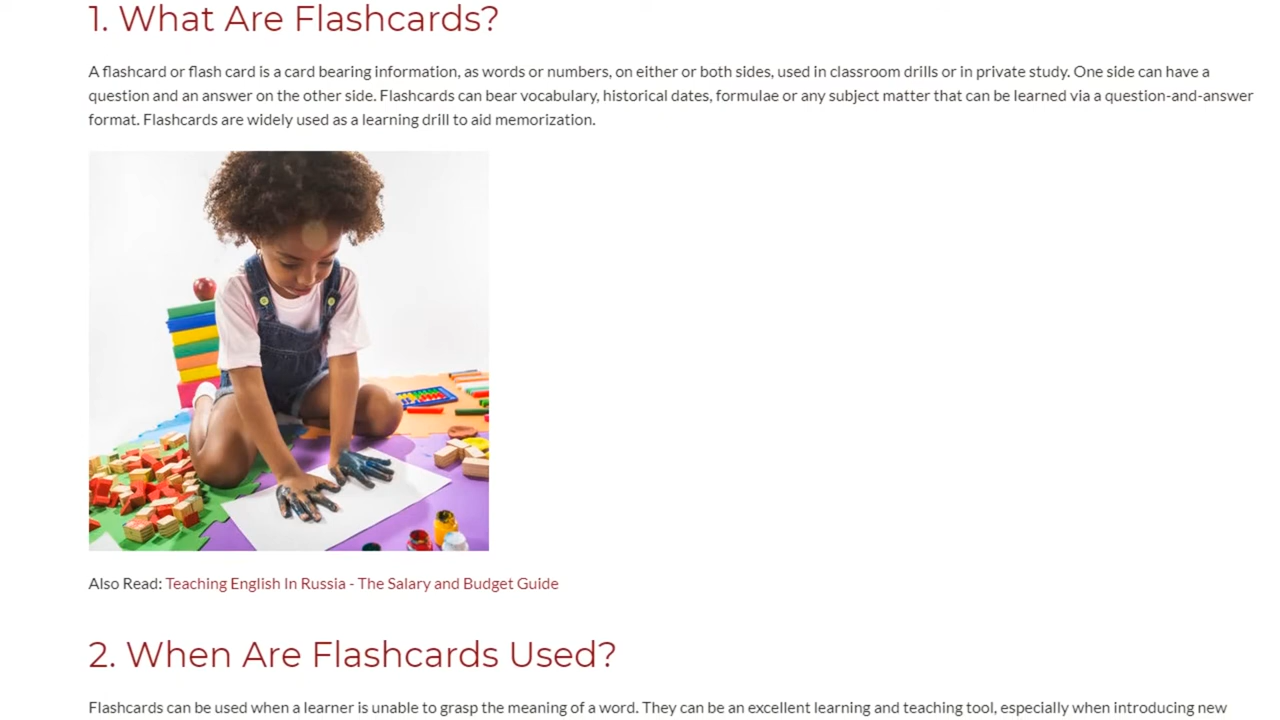 1. What Are Flashcards?
A flashcard or flash card is a card bearing information, as words or numbers, on either or both sides, used in classroom drills or in private study. One side can have a
question and an answer on the other side. Flashcards can bear vocabulary, historical dates, formulae or any subject matter that can be learned via a question-and-answer
format. Flashcards are widely used as a learning drill to aid memorization.
Also Read: Teaching English In Russia - The Salary and Budget Guide
2. When Are Flashcards Used?
Flashcards can be used when a learner is unable to grasp the meaning of a word. They can be an excellent learning and teaching tool, especially when introducing new